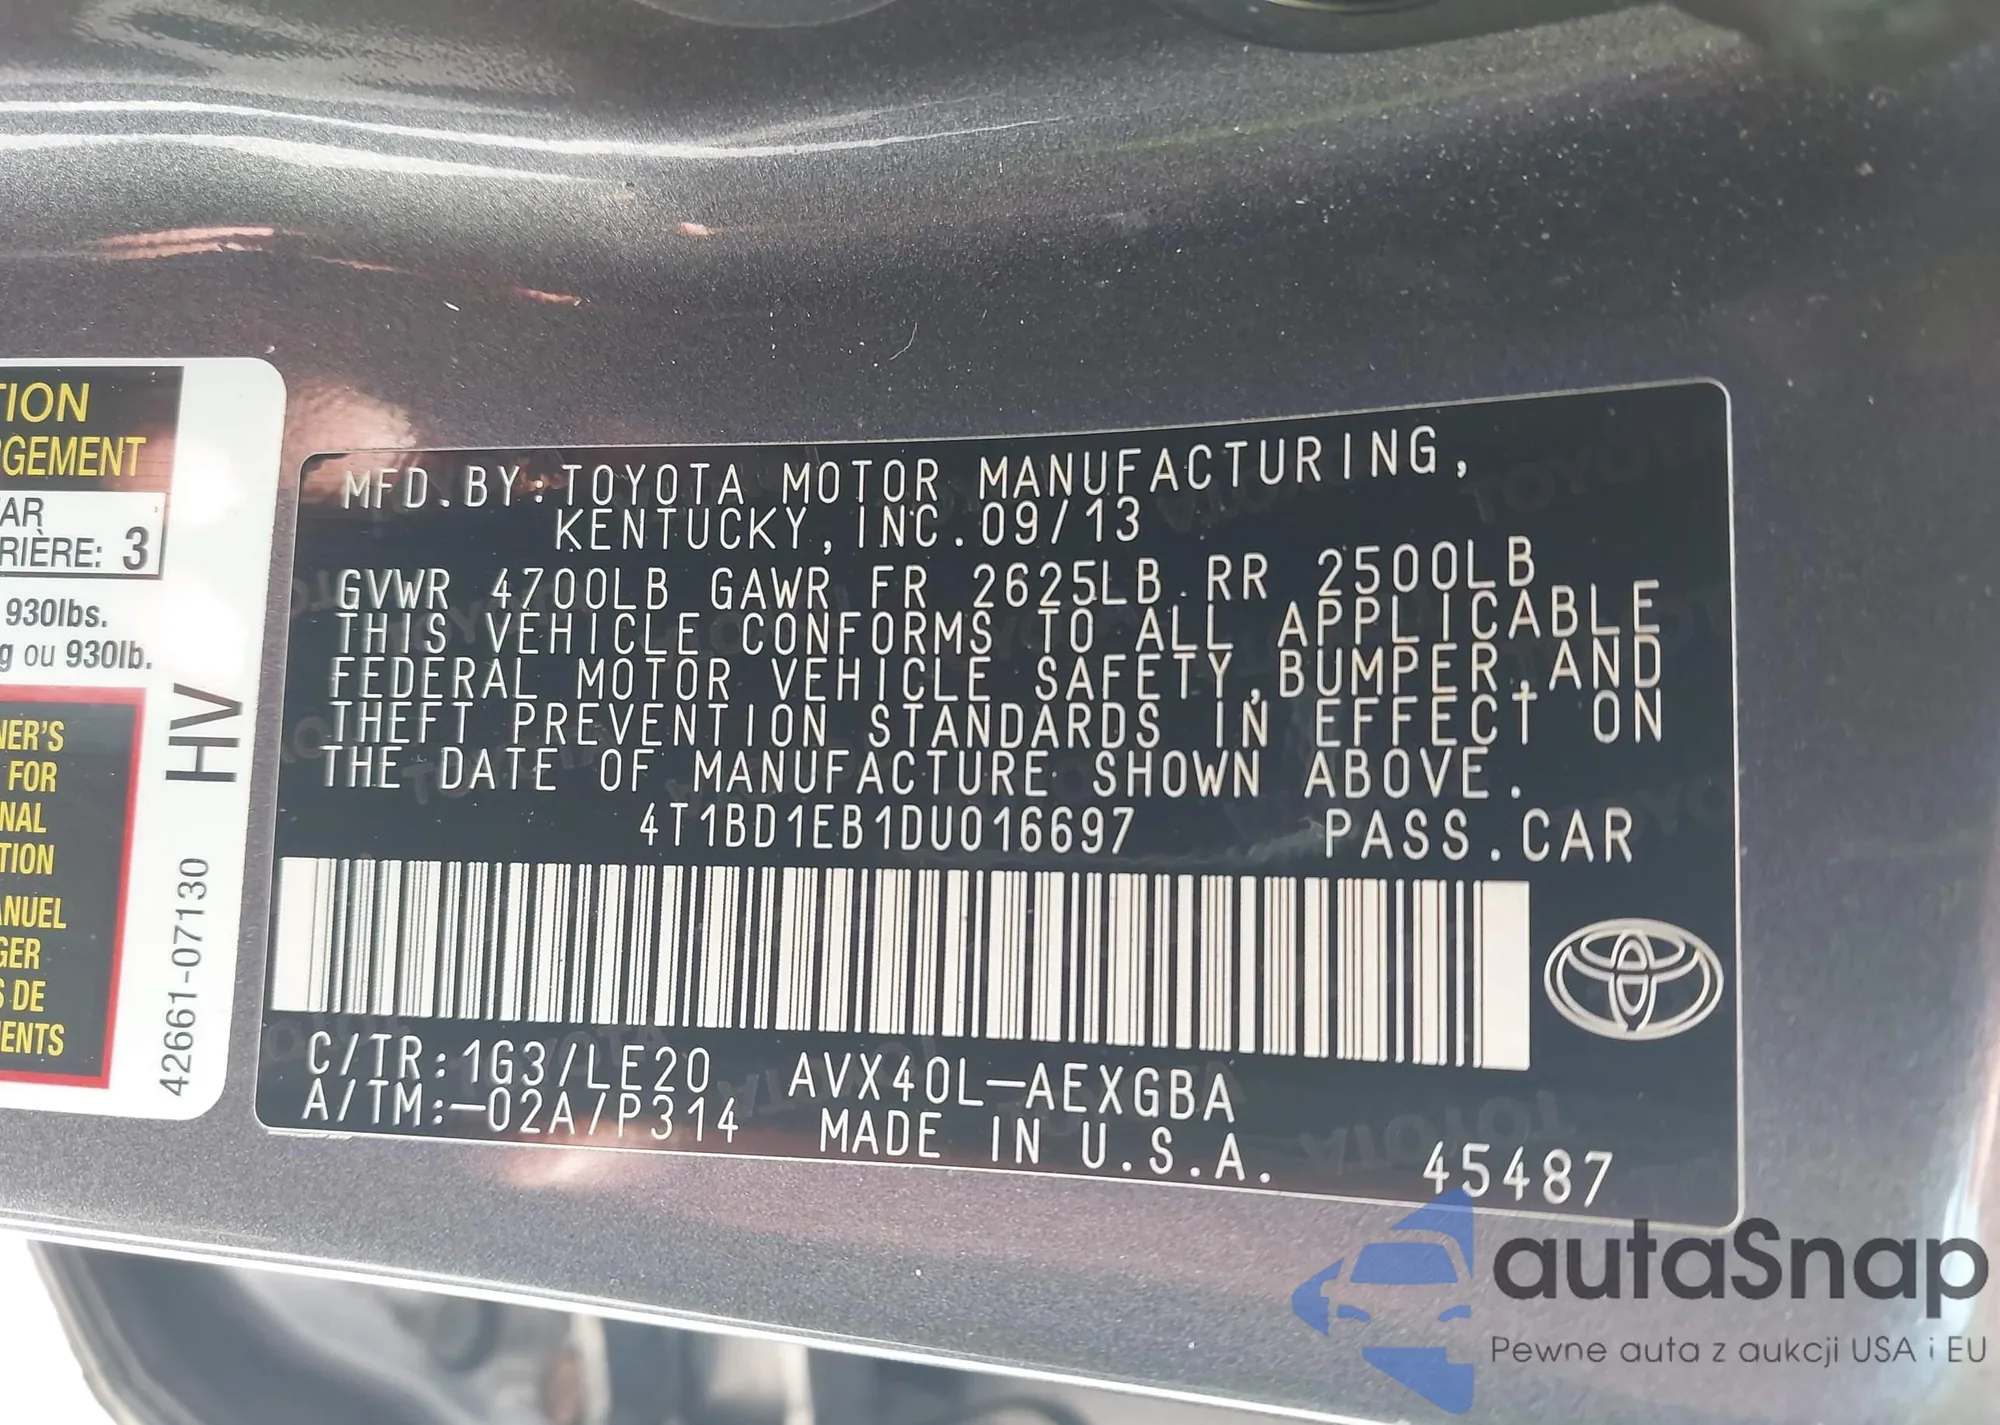 TION
RGEMENT
AR
RIÈRE: 3
930lbs.
g ou 930lb.
NER'S
FOR
NAL
TION
ANUEL
GER
S DE
ENTS
HV
42661-07130
MFD.BY:TOYOTA MOTOR MANUFACTURING,
KENTUCKY,INC.09/13
GVWR 4700LB GAWR FR 2625LB RR 2500LB
THIS VEHICLE CONFORMS TO ALL APPLICABLE
FEDERAL MOTOR VEHICLE SAFETY,BUMPER,AND
THEFT PREVENTION STANDARDS IN EFFECT ON
THE DATE OF MANUFACTURE SHOWN ABOVE.
4T1BD1EB1DU016697 PASS.CAR
C/TR:1G3/LE20 AVX40L-AEXGBA
A/TM:-02A/P314 MADE IN U.S.A. 45487
autaSnap
Pewne auta z aukcji USA i EU